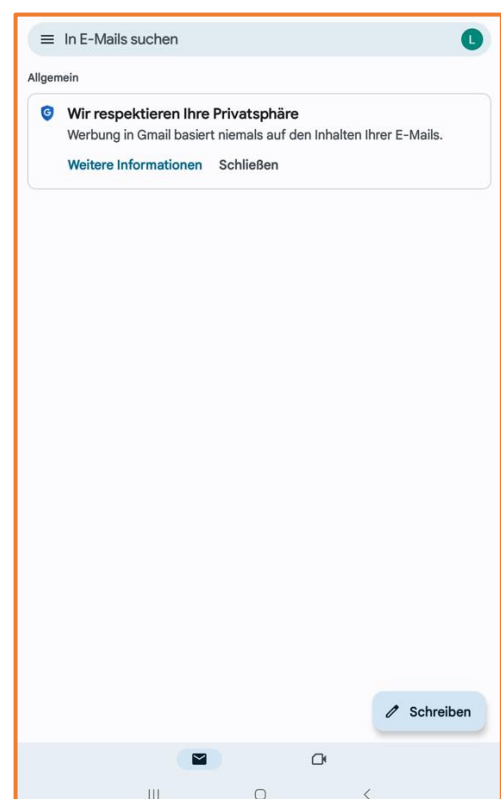 In E-Mails suchen
L
Allgemein
G
Wir respektieren Ihre Privatsphäre
Werbung in Gmail basiert niemals auf den Inhalten Ihrer E-Mails.
Weitere Informationen Schließen
Schreiben